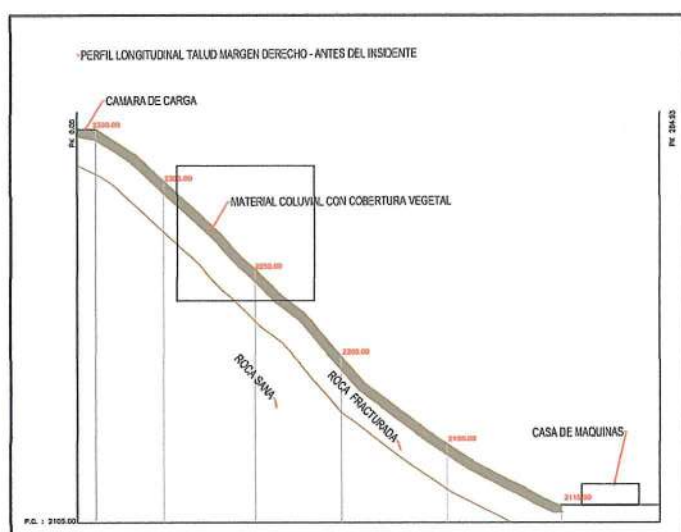 PERFIL LONGITUDINAL TALUD MARGEN DERECHO - ANTES DEL INSIDENTE
CAMARA DE CARGA
PK 0.00
MATERIAL COLUVIAL CON COBERTURA VEGETAL
2250.00
2200.00
ROCA SANA
ROCA FRACTURADA
CASA DE MAQUINAS
P.C. : 2105.00